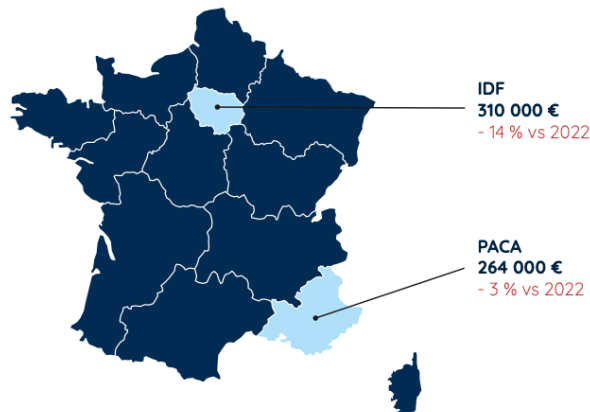 IDF
310 000 €
- 14 % vs 2022
PACA
264 000 €
- 3 % vs 2022